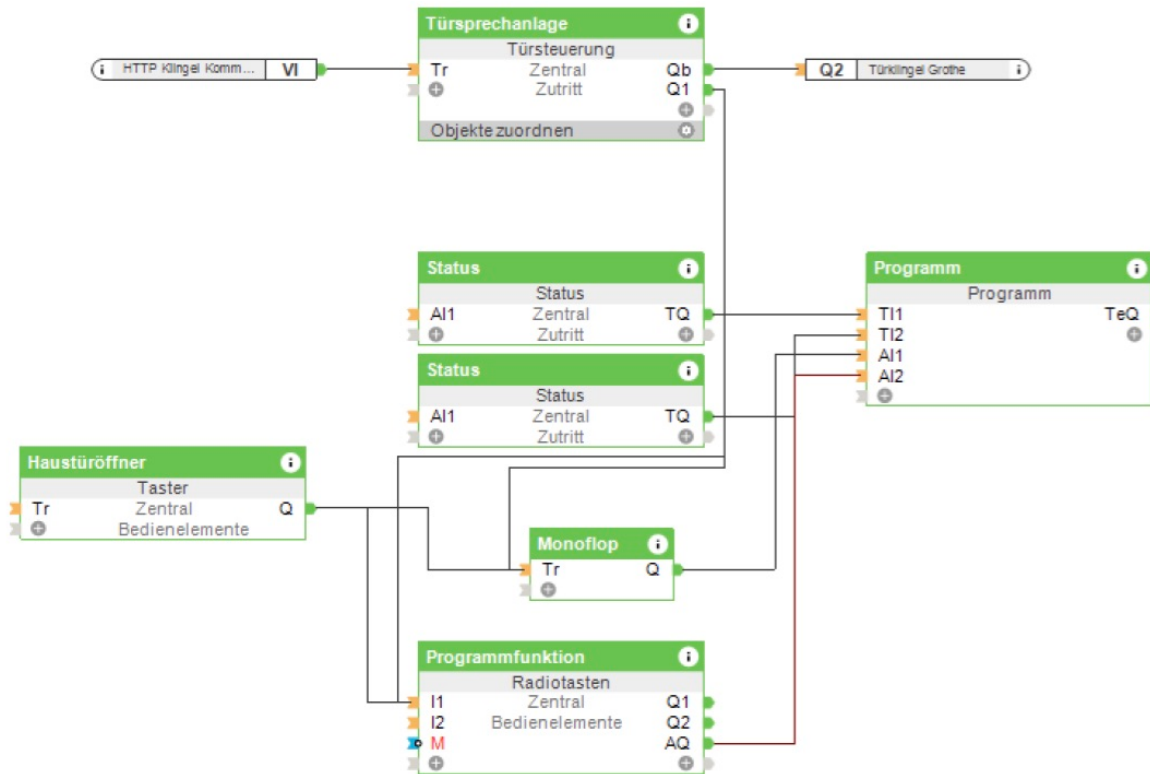 Türsprechanlage i
Türsteuerung
i HTTP Klingel Komm... VI
Tr Zentral Qb
Q2 Türklingel Grothe i
Zutritt Q1
Objekte zuordnen
Status i
Status
AI1 Zentral TQ
Zutritt
Programm i
Programm
TI1 TeQ
TI2
AI1
AI2
Status i
Status
AI1 Zentral TQ
Zutritt
Haustüröffner i
Taster
Tr Zentral Q
Bedienelemente
Monoflop i
Tr Q
Programmfunktion i
Radiotasten
I1 Zentral Q1
I2 Bedienelemente Q2
M AQ